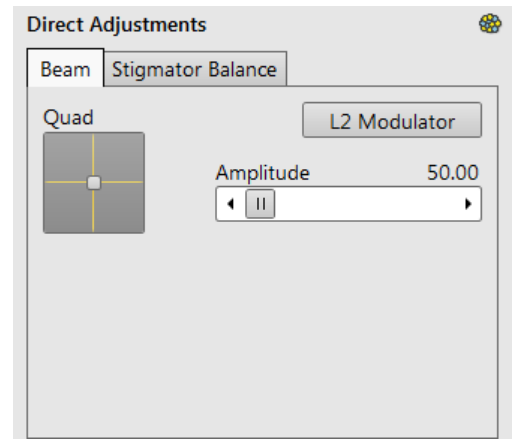 Direct Adjustments
Beam
Stigmator Balance
Quad
L2 Modulator
Amplitude 50.00